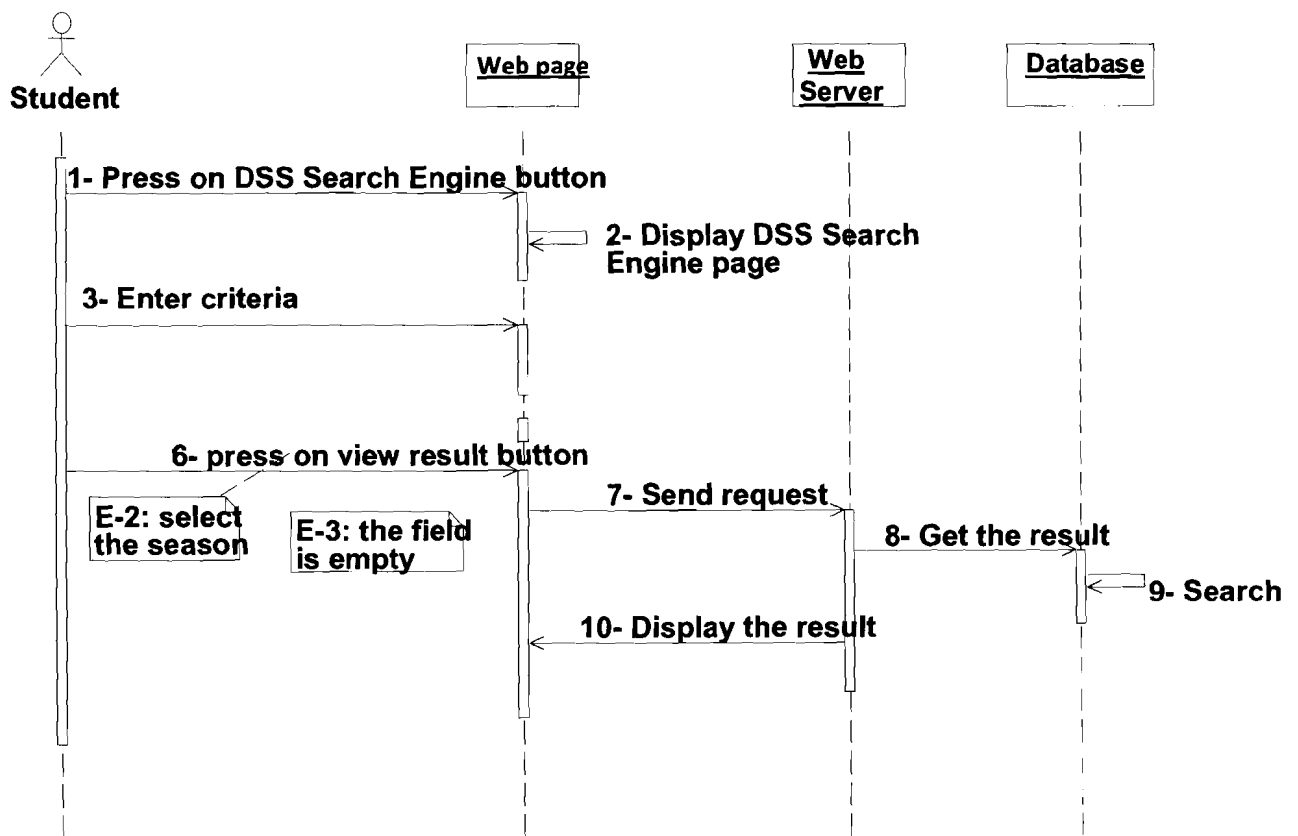 Student
Web page
Web
Server
Database
1- Press on DSS Search Engine button
2- Display DSS Search
Engine page
3- Enter criteria
6- press on view result button
E-2: select
the season
E-3: the field
is empty
7- Send request
8- Get the result
9- Search
10- Display the result